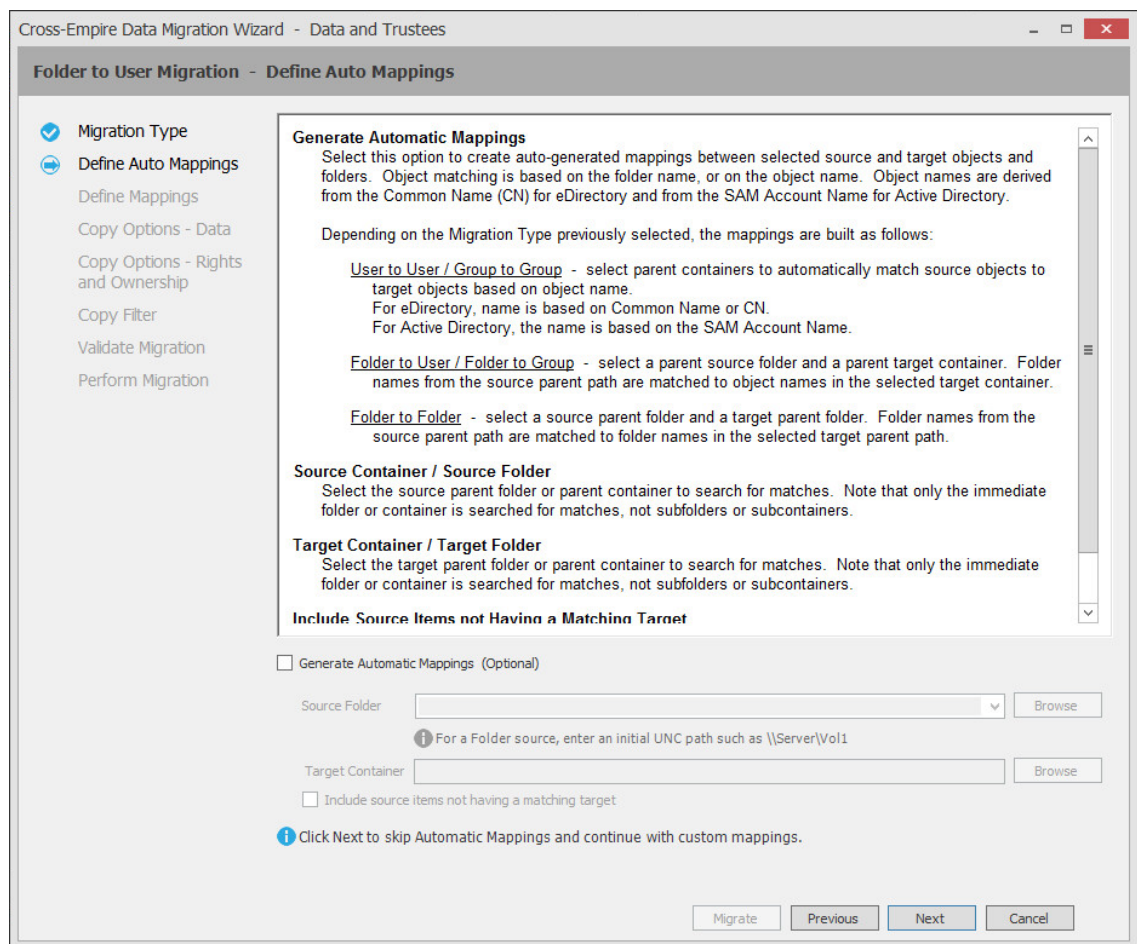 Cross-Empire Data Migration Wizard - Data and Trustees
Folder to User Migration - Define Auto Mappings
Migration Type
Define Auto Mappings
Define Mappings
Copy Options - Data
Copy Options - Rights
and Ownership
Copy Filter
Validate Migration
Perform Migration
Generate Automatic Mappings
Select this option to create auto-generated mappings between selected source and target objects and
folders. Object matching is based on the folder name, or on the object name. Object names are derived
from the Common Name (CN) for eDirectory and from the SAM Account Name for Active Directory.
Depending on the Migration Type previously selected, the mappings are built as follows:
User to User / Group to Group - select parent containers to automatically match source objects to
target objects based on object name.
For eDirectory, name is based on Common Name or CN.
For Active Directory, the name is based on the SAM Account Name.
Folder to User / Folder to Group - select a parent source folder and a parent target container. Folder
names from the source parent path are matched to object names in the selected target container.
Folder to Folder - select a source parent folder and a target parent folder. Folder names from the
source parent path are matched to folder names in the selected target parent path.
Source Container / Source Folder
Select the source parent folder or parent container to search for matches. Note that only the immediate
folder or container is searched for matches, not subfolders or subcontainers.
Target Container / Target Folder
Select the target parent folder or parent container to search for matches. Note that only the immediate
folder or container is searched for matches, not subfolders or subcontainers.
Include Source Items not Having a Matching Target
Generate Automatic Mappings (Optional)
Source Folder
Browse
For a Folder source, enter an initial UNC path such as \\Server\Vol1
Target Container
Browse
Include source items not having a matching target
Click Next to skip Automatic Mappings and continue with custom mappings.
Migrate
Previous
Next
Cancel